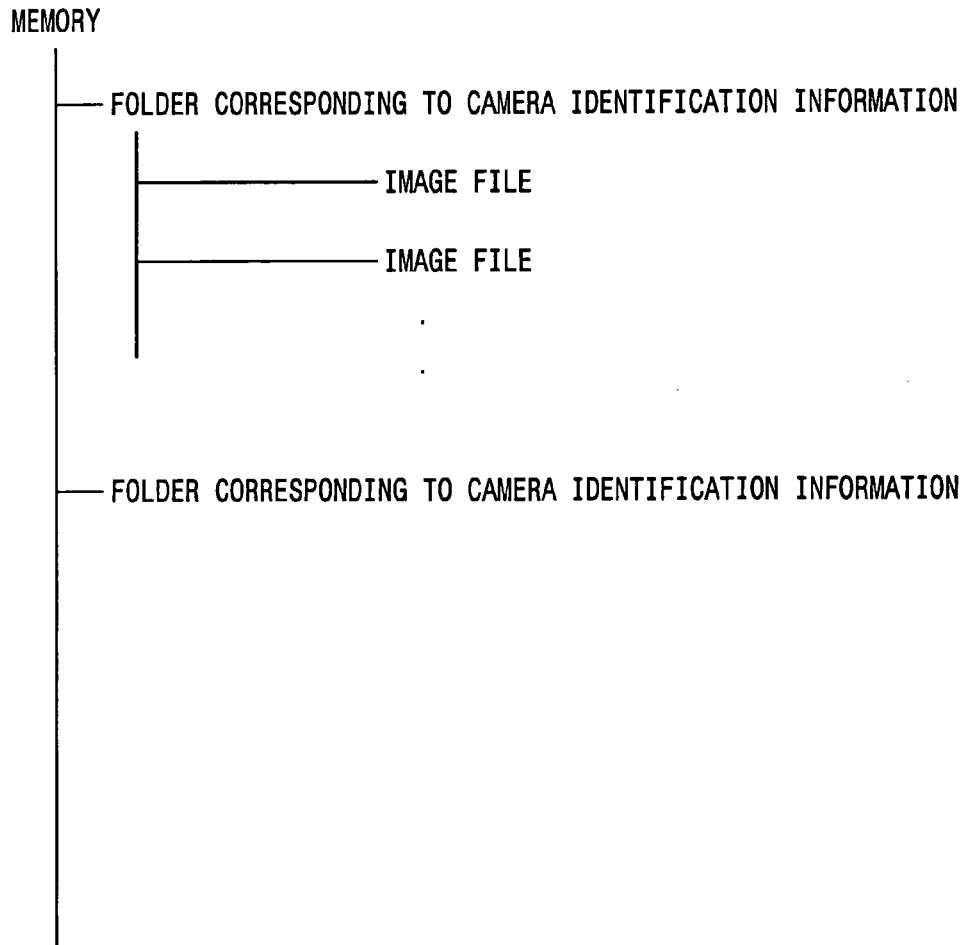 MEMORY
FOLDER CORRESPONDING TO CAMERA IDENTIFICATION INFORMATION
IMAGE FILE
IMAGE FILE
.
.
FOLDER CORRESPONDING TO CAMERA IDENTIFICATION INFORMATION